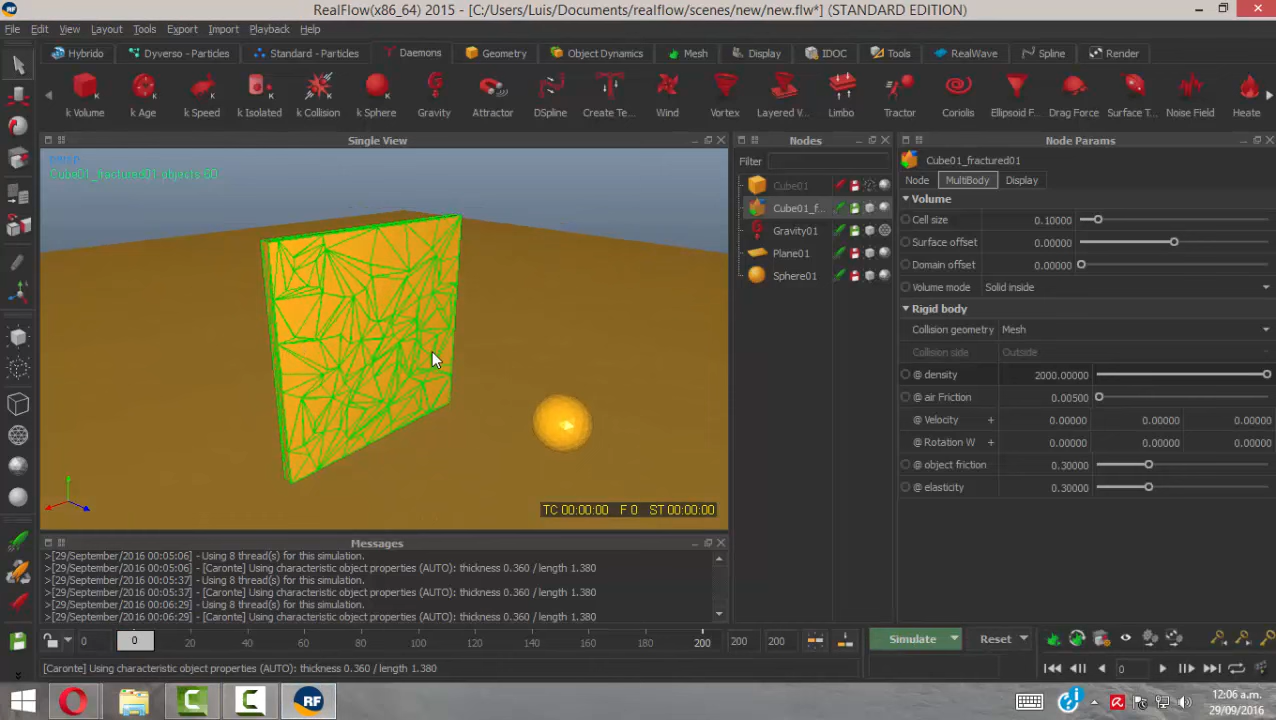 RealFlow(x86_64) 2015 - [C:/Users/Luis/Documents/realflow/scenes/new/new.flw*] (STANDARD EDITION)
File Edit View Layout Tools Export Import Playback Help
Hybrido Dyverso - Particles Standard - Particles Daemons Geometry Object Dynamics Mesh Display IDOC Tools RealWave Spline Render
k Volume k Age k Speed k Isolated k Collision k Sphere Gravity Attractor DSpline Create Te... Wind Vortex Layered V... Limbo Tractor Coriolis Ellipsoid F... Drag Force Surface T... Noise Field Heate
Single View
persp
Cube01_fractured01 objects 60
TC 00:00:00 F 0 ST 00:00:00
Nodes
Filter
Cube01
Cube01_f...
Gravity01
Plane01
Sphere01
Node Params
Cube01_fractured01
Node MultiBody Display
Volume
Cell size 0.10000
Surface offset 0.00000
Domain offset 0.00000
Volume mode Solid inside
Rigid body
Collision geometry Mesh
Collision side Outside
@ density 2000.00000
@ air Friction 0.00500
@ Velocity + 0.00000 0.00000 0.00000
@ Rotation W + 0.00000 0.00000 0.00000
@ object friction 0.30000
@ elasticity 0.30000
Messages
>[29/September/2016 00:05:06] - Using 8 thread(s) for this simulation.
>[29/September/2016 00:05:06] - [Caronte] Using characteristic object properties (AUTO): thickness 0.360 / length 1.380
>[29/September/2016 00:05:37] - Using 8 thread(s) for this simulation.
>[29/September/2016 00:05:37] - [Caronte] Using characteristic object properties (AUTO): thickness 0.360 / length 1.380
>[29/September/2016 00:06:29] - Using 8 thread(s) for this simulation.
>[29/September/2016 00:06:29] - [Caronte] Using characteristic object properties (AUTO): thickness 0.360 / length 1.380
0 0 20 40 60 80 100 120 140 160 180 200 200 200
Simulate Reset
[Caronte] Using characteristic object properties (AUTO): thickness 0.360 / length 1.380
0
RF
12:06 a.m.
29/09/2016